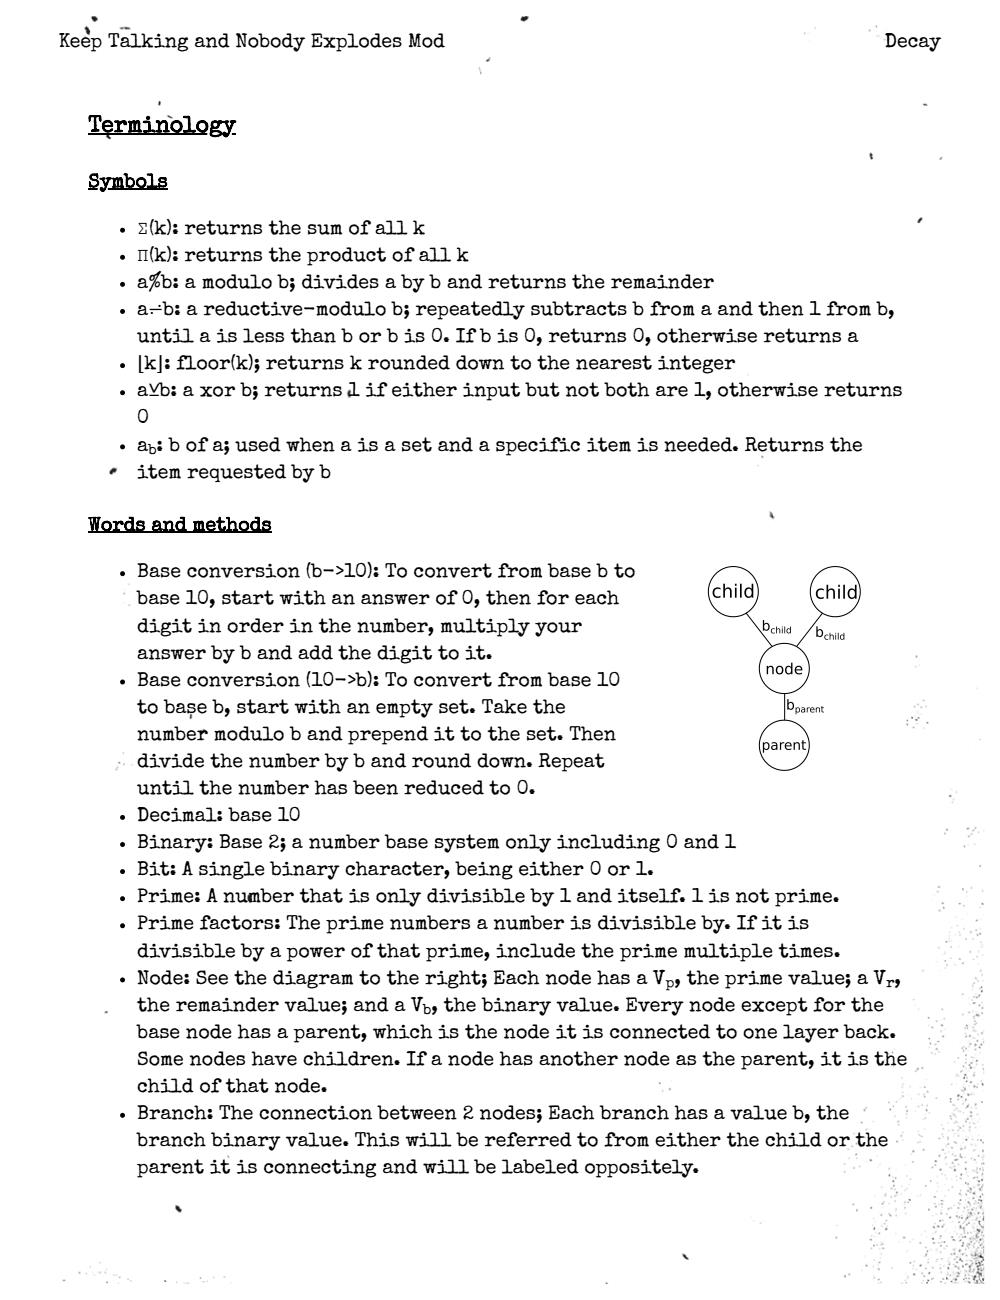 Keep Talking and Nobody Explodes Mod
Decay
Terminology
Symbols
• Σ(k): returns the sum of all k
• Π(k): returns the product of all k
• a%b: a modulo b; divides a by b and returns the remainder
• a∸b: a reductive-modulo b; repeatedly subtracts b from a and then 1 from b,
until a is less than b or b is 0. If b is 0, returns 0, otherwise returns a
• ⌊k⌋: floor(k); returns k rounded down to the nearest integer
• a⊻b: a xor b; returns 1 if either input but not both are 1, otherwise returns
0
• a_b: b of a; used when a is a set and a specific item is needed. Returns the
item requested by b
Words and methods
• Base conversion (b->10): To convert from base b to
base 10, start with an answer of 0, then for each
digit in order in the number, multiply your
answer by b and add the digit to it.
• Base conversion (10->b): To convert from base 10
to base b, start with an empty set. Take the
number modulo b and prepend it to the set. Then
divide the number by b and round down. Repeat
until the number has been reduced to 0.
child child
b_child b_child
node
b_parent
parent
• Decimal: base 10
• Binary: Base 2; a number base system only including 0 and 1
• Bit: A single binary character, being either 0 or 1.
• Prime: A number that is only divisible by 1 and itself. 1 is not prime.
• Prime factors: The prime numbers a number is divisible by. If it is
divisible by a power of that prime, include the prime multiple times.
• Node: See the diagram to the right; Each node has a V_p, the prime value; a V_r,
the remainder value; and a V_b, the binary value. Every node except for the
base node has a parent, which is the node it is connected to one layer back.
Some nodes have children. If a node has another node as the parent, it is the
child of that node.
• Branch: The connection between 2 nodes; Each branch has a value b, the
branch binary value. This will be referred to from either the child or the
parent it is connecting and will be labeled oppositely.